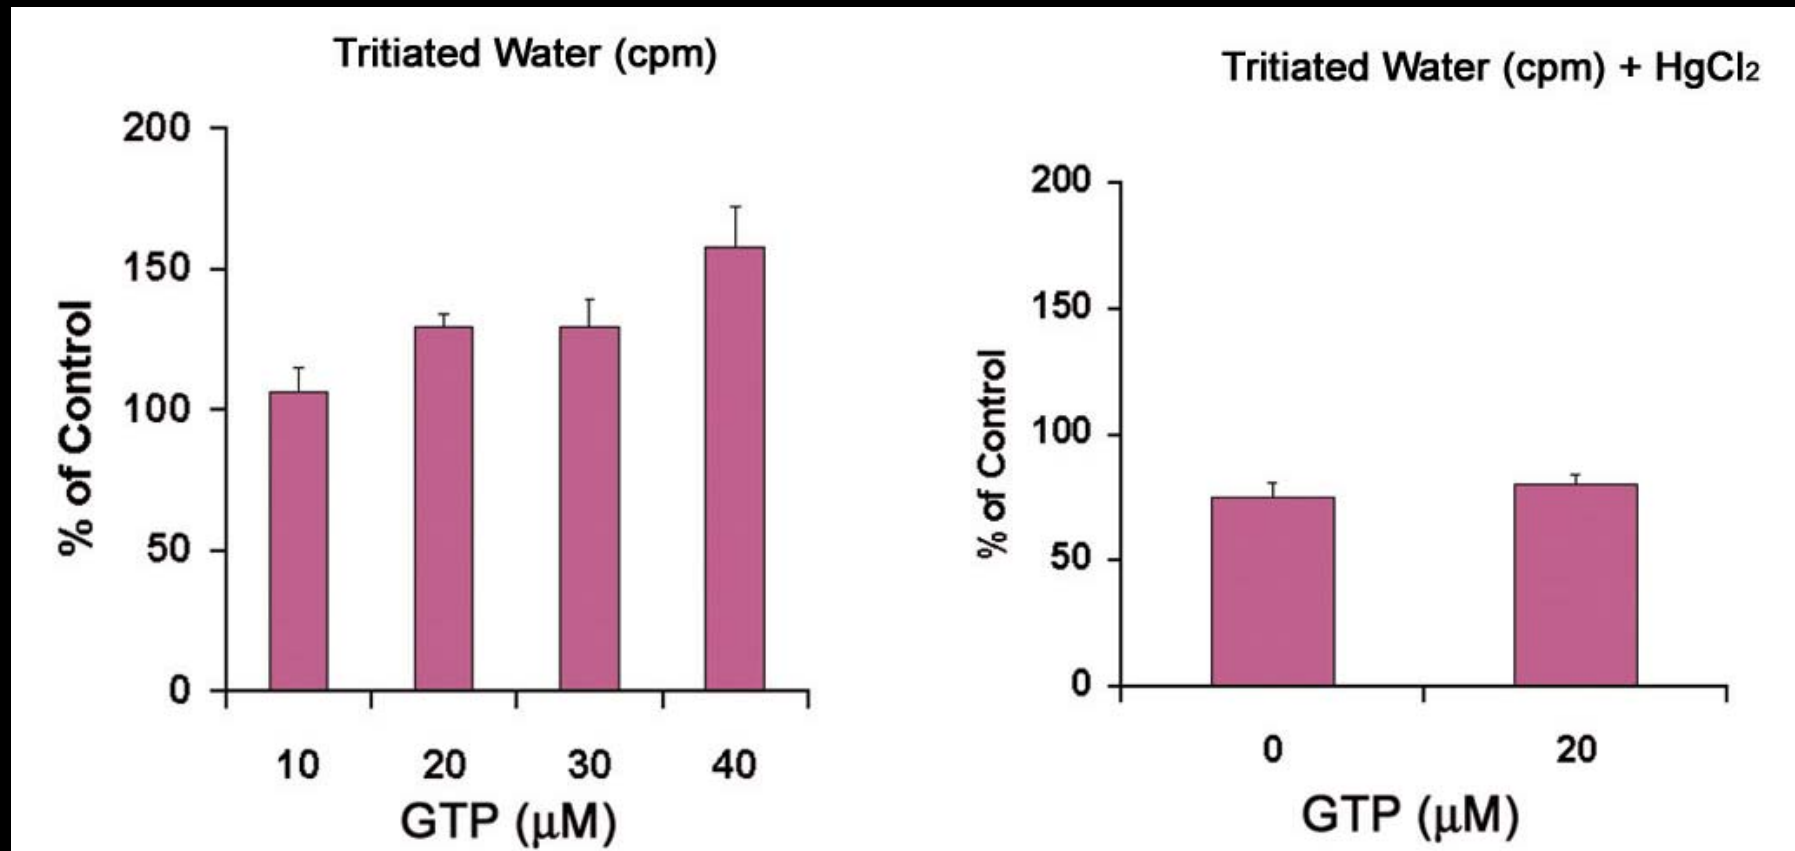 Tritiated Water (cpm)
200
150
100
50
0
% of Control
10 20 30 40
GTP (μM)
Tritiated Water (cpm) + HgCl₂
200
150
100
50
0
% of Control
0 20
GTP (μM)